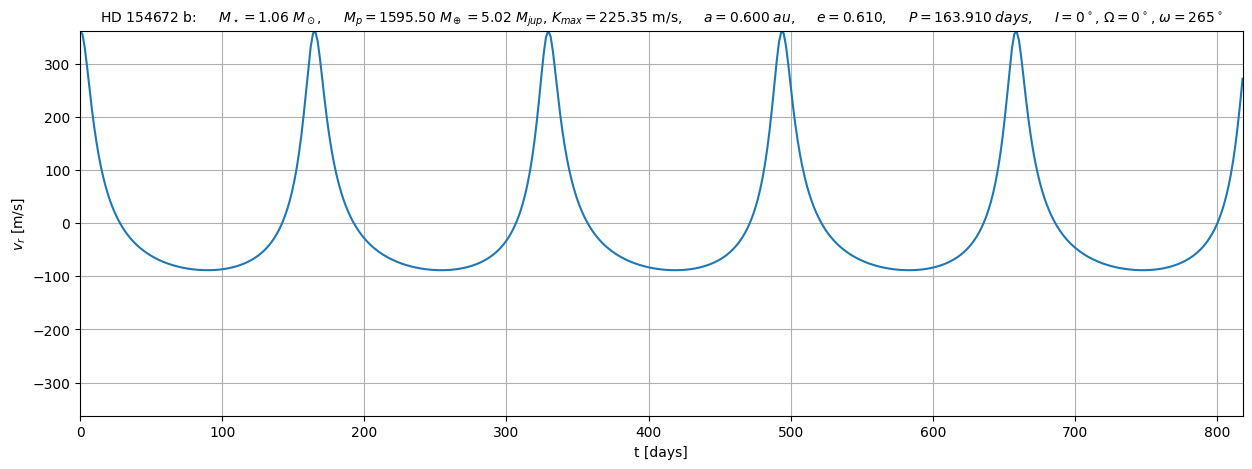 HD 154672 b: M⋆ = 1.06 M⊙, Mp = 1595.50 M⊕ = 5.02 Mjup, Kmax = 225.35 m/s, a = 0.600 au, e = 0.610, P = 163.910 days, I = 0°, Ω = 0°, ω = 265°
300
200
100
0
−100
−200
−300
vr [m/s]
0 100 200 300 400 500 600 700 800
t [days]